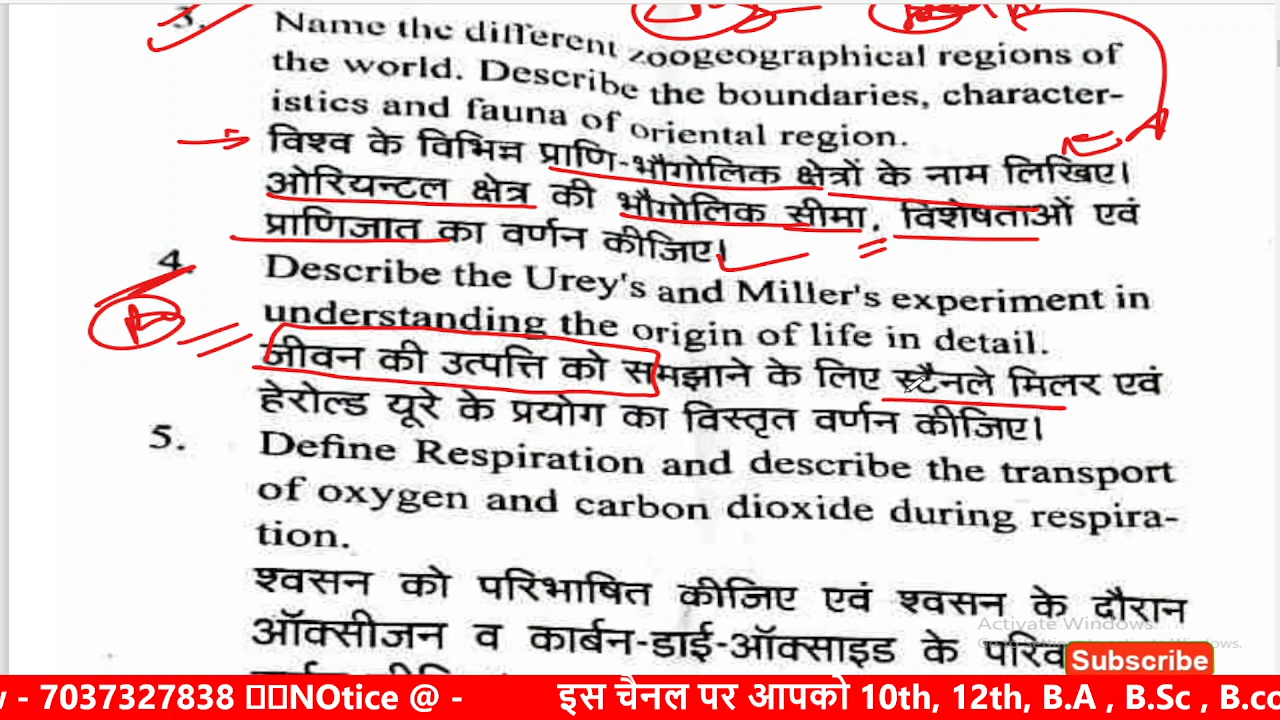 3. Name the different zoogeographical regions of
the world. Describe the boundaries, character-
istics and fauna of oriental region.
विश्व के विभिन्न प्राणि-भौगोलिक क्षेत्रों के नाम लिखिए।
ओरियन्टल क्षेत्र की भौगोलिक सीमा, विशेषताओं एवं
प्राणिजात का वर्णन कीजिए।
4. Describe the Urey's and Miller's experiment in
understanding the origin of life in detail.
जीवन की उत्पत्ति को समझाने के लिए स्टैनले मिलर एवं
हेरोल्ड यूरे के प्रयोग का विस्तृत वर्णन कीजिए।
5. Define Respiration and describe the transport
of oxygen and carbon dioxide during respira-
tion.
श्वसन को परिभाषित कीजिए एवं श्वसन के दौरान
ऑक्सीजन व कार्बन-डाई-ऑक्साइड के
Activate Windows
Subscribe
- 7037327838 NOtice @ - इस चैनल पर आपको 10th, 12th, B.A , B.Sc , B.co